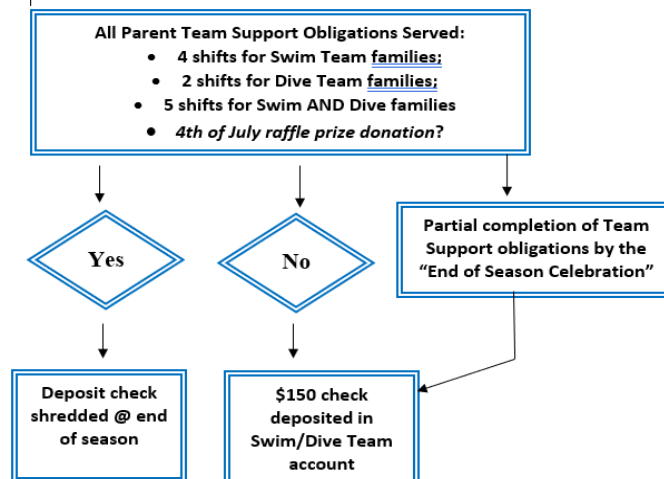 All Parent Team Support Obligations Served:
• 4 shifts for Swim Team families;
• 2 shifts for Dive Team families;
• 5 shifts for Swim AND Dive families
• 4th of July raffle prize donation?
Yes
No
Partial completion of Team
Support obligations by the
“End of Season Celebration”
Deposit check
shredded @ end
of season
$150 check
deposited in
Swim/Dive Team
account